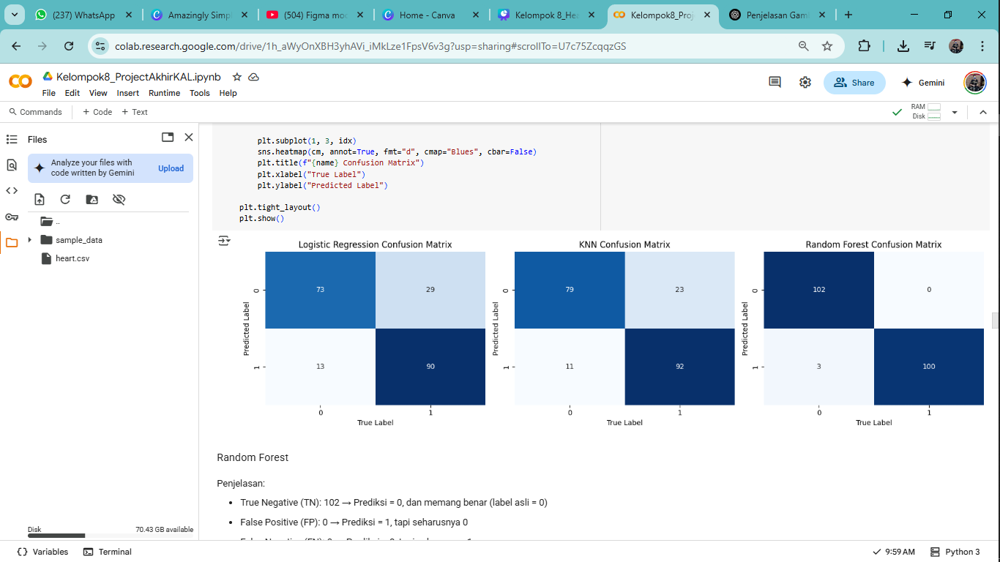 (237) WhatsApp
Amazingly Simpl
(504) Figma moc
Home - Canva
Kelompok 8_Hea
Kelompok8_Proj
Penjelasan Gam
colab.research.google.com/drive/1h_aWyOnXBH3yhAVi_iMkLze1FpsV6v3g?usp=sharing#scrollTo=U7c75ZcqqzGS
Kelompok8_ProjectAkhirKAL.ipynb
File Edit View Insert Runtime Tools Help
Share
Gemini
Commands + Code + Text
RAM
Disk
Files
Analyze your files with
code written by Gemini
Upload
..
sample_data
heart.csv
Disk 70.43 GB available
plt.subplot(1, 3, idx)
sns.heatmap(cm, annot=True, fmt="d", cmap="Blues", cbar=False)
plt.title(f"{name} Confusion Matrix")
plt.xlabel("True Label")
plt.ylabel("Predicted Label")
plt.tight_layout()
plt.show()
Logistic Regression Confusion Matrix
73 29
13 90
0
1
Predicted Label
0 1
True Label
KNN Confusion Matrix
79 23
11 92
0
1
Predicted Label
0 1
True Label
Random Forest Confusion Matrix
102 0
3 100
0
1
Predicted Label
0 1
True Label
Random Forest
Penjelasan:
• True Negative (TN): 102 → Prediksi = 0, dan memang benar (label asli = 0)
• False Positive (FP): 0 → Prediksi = 1, tapi seharusnya 0
Variables Terminal
9:59 AM Python 3